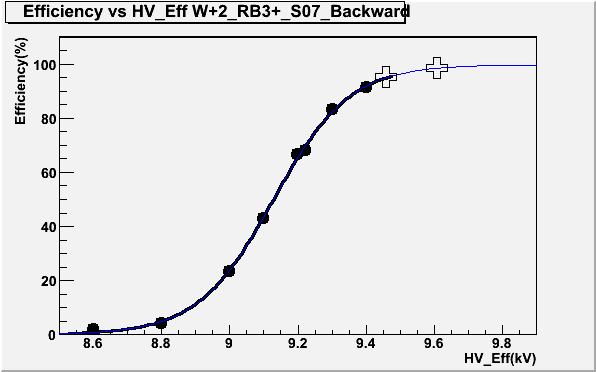 Efficiency vs HV_Eff W+2_RB3+_S07_Backward
Efficiency(%)
100
80
60
40
20
0
8.6 8.8 9 9.2 9.4 9.6 9.8
HV_Eff(kV)